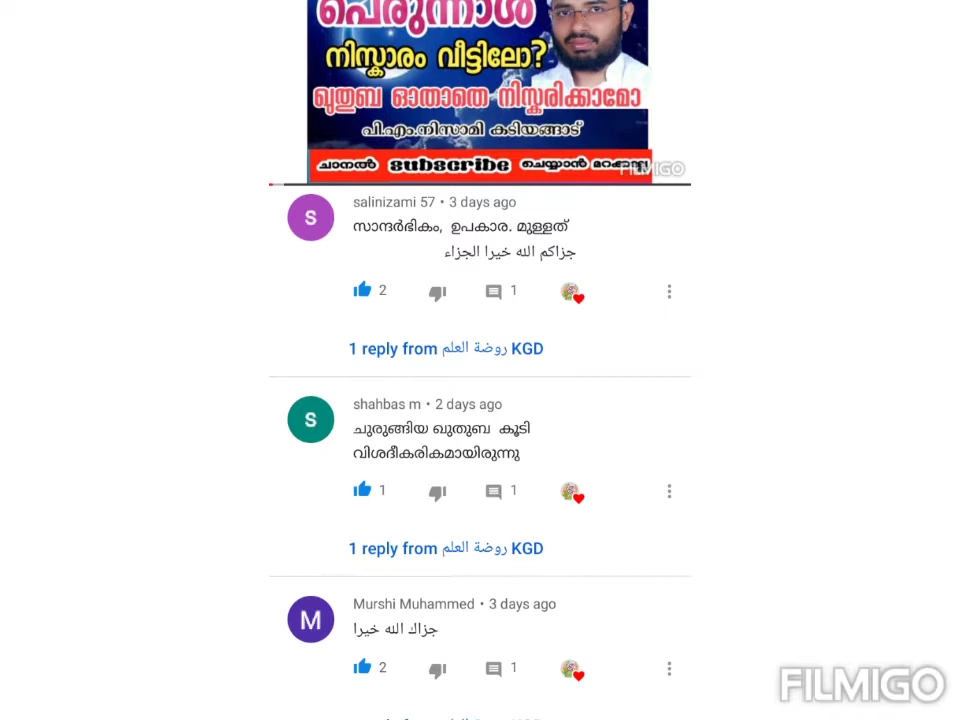 പെരുന്നാൾ
നിസ്കാരം വീട്ടിലോ?
ഖുതുബ ഓതാതെ നിസ്കരിക്കാമോ
പി.എം.നിസാമി കടിയങ്ങാട്
ചാനൽ subscribe ചെയ്യാൻ മറക്കല്ലേ
FILMIGO
S
salinizami 57 • 3 days ago
സാന്ദർഭികം, ഉപകാര. മുള്ളത്
جزاكم الله خيرا الجزاء
2
1
1 reply from روضة العلم KGD
S
shahbas m • 2 days ago
ചുരുങ്ങിയ ഖുതുബ കൂടി
വിശദീകരികമായിരുന്നു
1
1
1 reply from روضة العلم KGD
M
Murshi Muhammed • 3 days ago
جزاك الله خيرا
2
1
FILMIGO